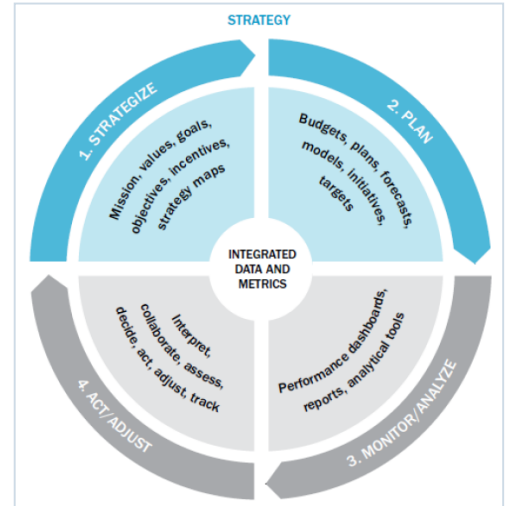 STRATEGY
1. STRATEGIZE
Mission, values, goals,
objectives, incentives,
strategy maps
2. PLAN
Budgets, plans, forecasts,
models, initiatives,
targets
INTEGRATED
DATA AND
METRICS
Performance dashboards,
reports, analytical tools
3. MONITOR/ANALYZE
Interpret,
collaborate, assess,
decide, act, adjust, track
4. ACT/ADJUST